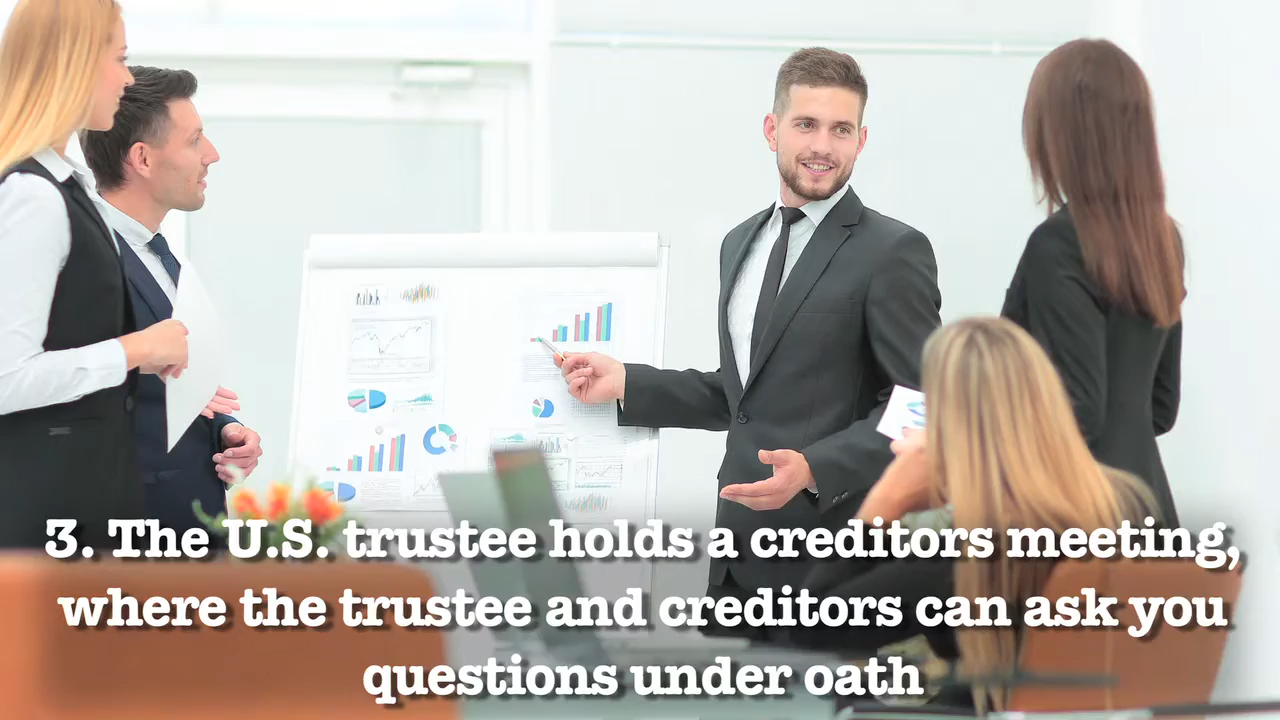 3. The U.S. trustee holds a creditors meeting,
where the trustee and creditors can ask you
questions under oath